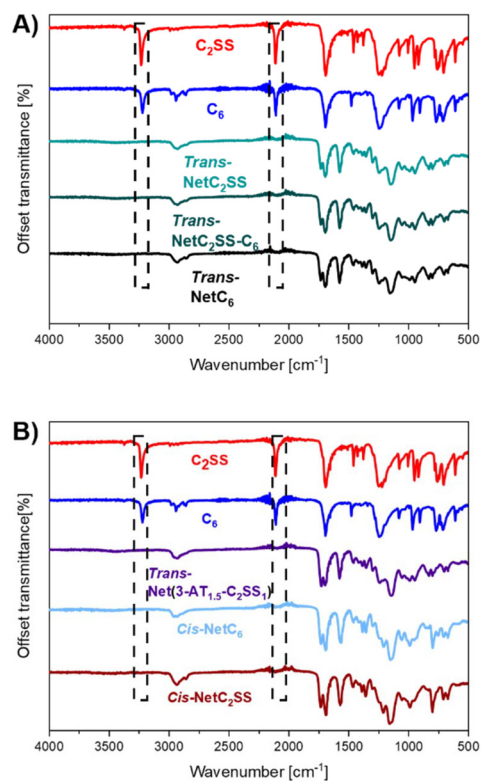 A)
C2SS
C6
Trans-
NetC2SS
Trans-
NetC2SS-C6
Trans-
NetC6
Offset transmittance [%]
4000 3500 3000 2500 2000 1500 1000 500
Wavenumber [cm-1]
B)
C2SS
C6
Trans-
Net(3-AT1.5-C2SS1)
Cis-NetC6
Cis-NetC2SS
Offset transmittance[%]
4000 3500 3000 2500 2000 1500 1000 500
Wavenumber [cm-1]